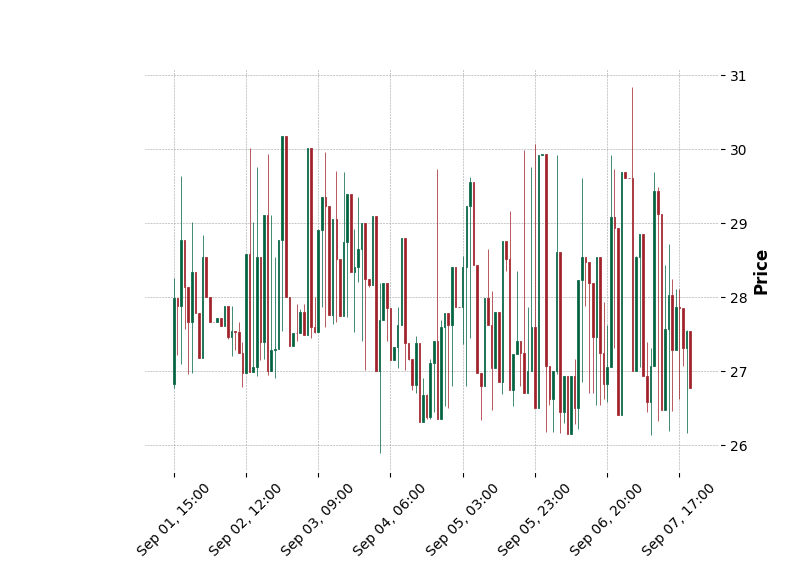 31
30
29
28
27
26
Price
Sep 01, 15:00
Sep 02, 12:00
Sep 03, 09:00
Sep 04, 06:00
Sep 05, 03:00
Sep 05, 23:00
Sep 06, 20:00
Sep 07, 17:00